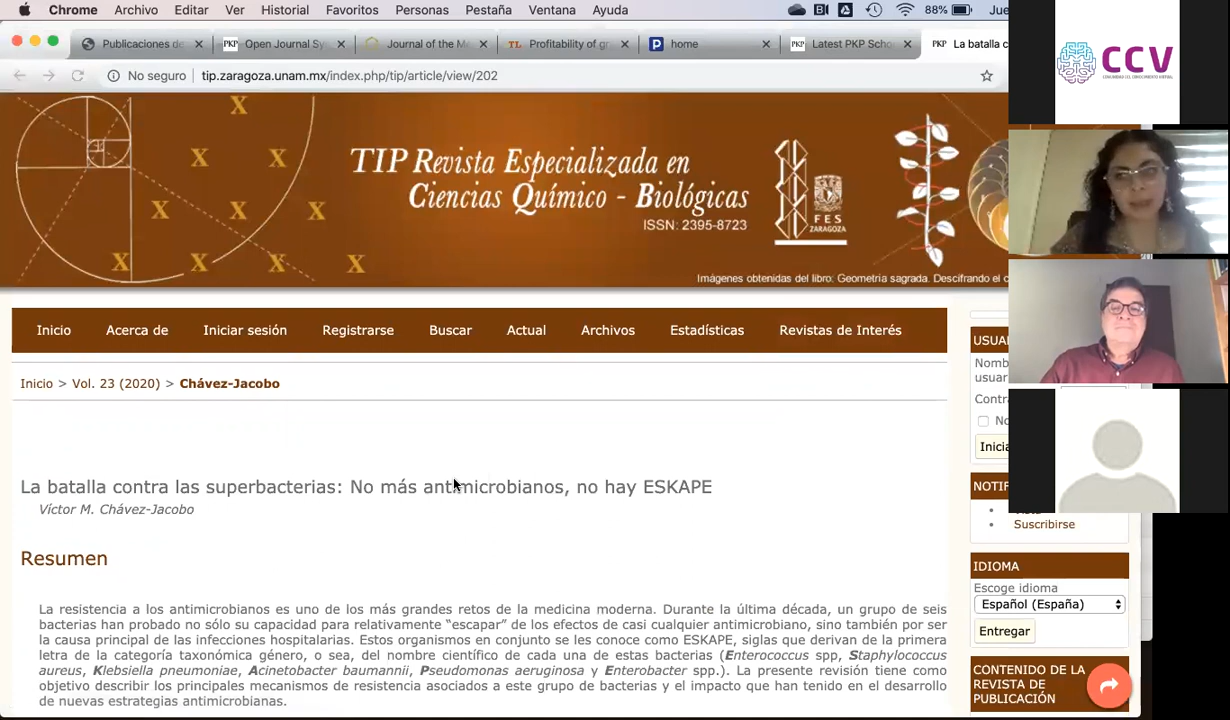 Chrome Archivo Editar Ver Historial Favoritos Personas Pestaña Ventana Ayuda 88% Jue
Publicaciones de
PKP Open Journal Sy
Journal of the M
TL Profitability of gr
P home
PKP Latest PKP Scho
PKP La batalla c
No seguro tip.zaragoza.unam.mx/index.php/tip/article/view/202
CCV
X
X X
X X X
X X X X
TIP Revista Especializada en
Ciencias Químico - Biológicas
ISSN: 2395-8723
FES
ZARAGOZA
Imágenes obtenidas del libro: Geometría sagrada. Descifrando el c
Inicio Acerca de Iniciar sesión Registrarse Buscar Actual Archivos Estadísticas Revistas de Interés
Inicio > Vol. 23 (2020) > Chávez-Jacobo
La batalla contra las superbacterias: No más antimicrobianos, no hay ESKAPE
Víctor M. Chávez-Jacobo
Resumen
La resistencia a los antimicrobianos es uno de los más grandes retos de la medicina moderna. Durante la última década, un grupo de seis
bacterias han probado no sólo su capacidad para relativamente “escapar” de los efectos de casi cualquier antimicrobiano, sino también por ser
la causa principal de las infecciones hospitalarias. Estos organismos en conjunto se les conoce como ESKAPE, siglas que derivan de la primera
letra de la categoría taxonómica género, o sea, del nombre científico de cada una de estas bacterias (Enterococcus spp, Staphylococcus
aureus, Klebsiella pneumoniae, Acinetobacter baumannii, Pseudomonas aeruginosa y Enterobacter spp.). La presente revisión tiene como
objetivo describir los principales mecanismos de resistencia asociados a este grupo de bacterias y el impacto que han tenido en el desarrollo
de nuevas estrategias antimicrobianas.
USUA
Nomb
usuar
Contra
No
Inicia
NOTIF
Vista
Suscribirse
IDIOMA
Escoge idioma
Español (España)
Entregar
CONTENIDO DE LA
REVISTA DE
PUBLICACIÓN